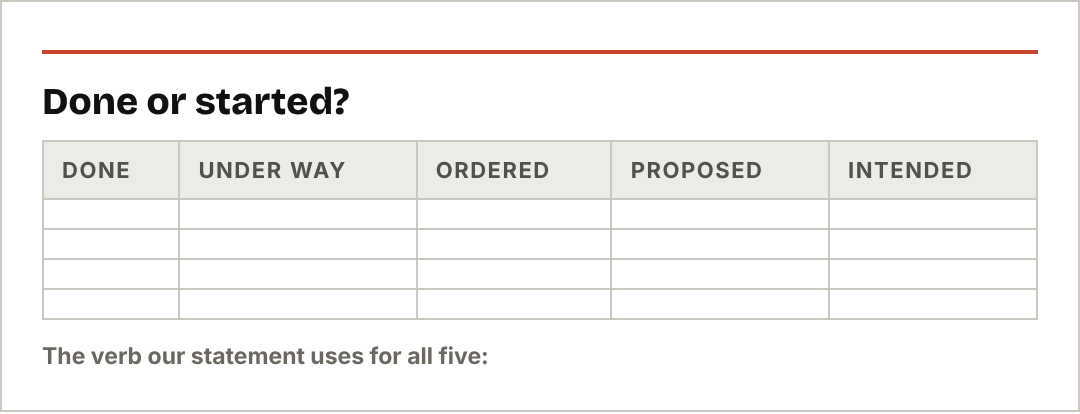 Done or started?
DONE UNDER WAY ORDERED PROPOSED INTENDED
The verb our statement uses for all five: